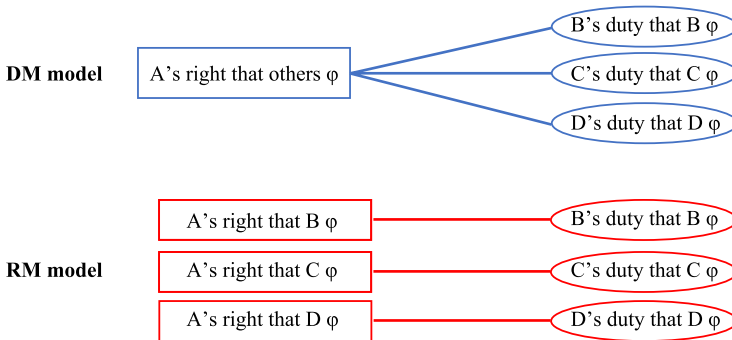 B’s duty that B φ
DM model
A’s right that others φ
C’s duty that C φ
D’s duty that D φ
A’s right that B φ
B’s duty that B φ
RM model
A’s right that C φ
C’s duty that C φ
A’s right that D φ
D’s duty that D φ